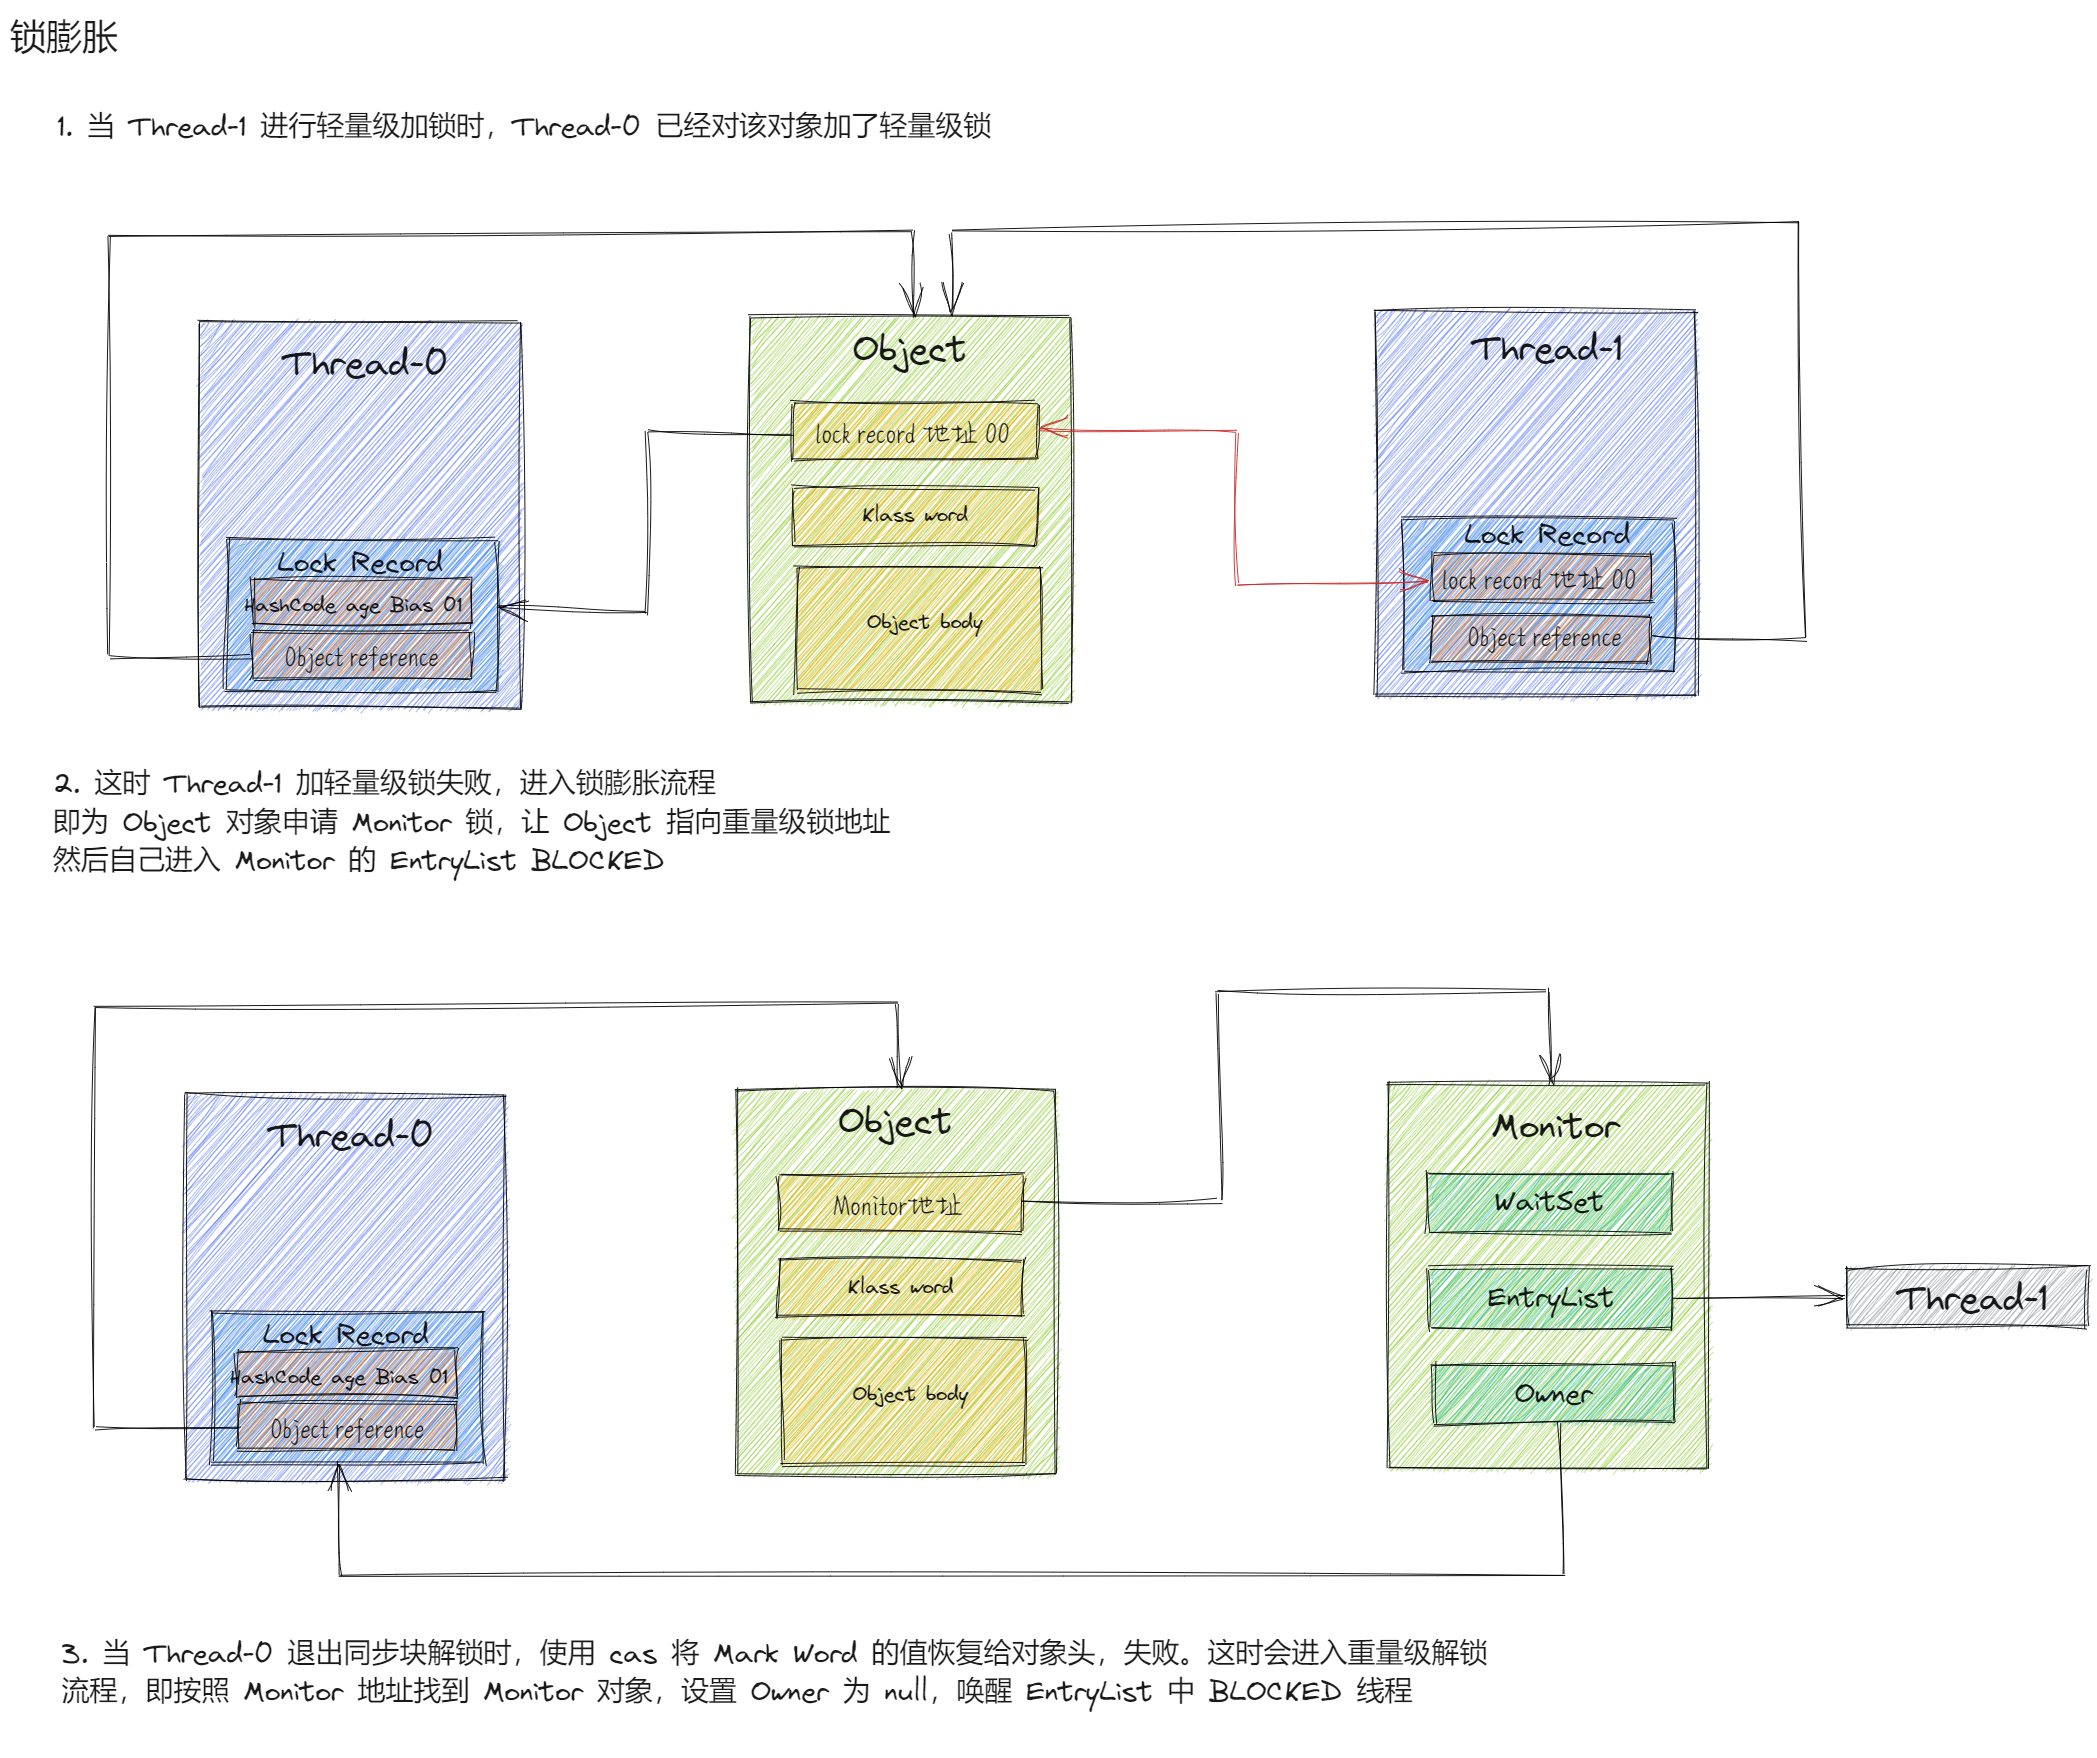 锁膨胀
1. 当 Thread-1 进行轻量级加锁时，Thread-0 已经对该对象加了轻量级锁
Thread-0
Lock Record
HashCode age Bias 01
Object reference
Object
lock record 地址 00
Klass word
Object body
Thread-1
Lock Record
lock record 地址 00
Object reference
2. 这时 Thread-1 加轻量级锁失败，进入锁膨胀流程
即为 Object 对象申请 Monitor 锁，让 Object 指向重量级锁地址
然后自己进入 Monitor 的 EntryList BLOCKED
Thread-0
Lock Record
HashCode age Bias 01
Object reference
Object
Monitor地址
Klass word
Object body
Monitor
WaitSet
EntryList
Owner
Thread-1
3. 当 Thread-0 退出同步块解锁时，使用 cas 将 Mark Word 的值恢复给对象头，失败。这时会进入重量级解锁
流程，即按照 Monitor 地址找到 Monitor 对象，设置 Owner 为 null，唤醒 EntryList 中 BLOCKED 线程